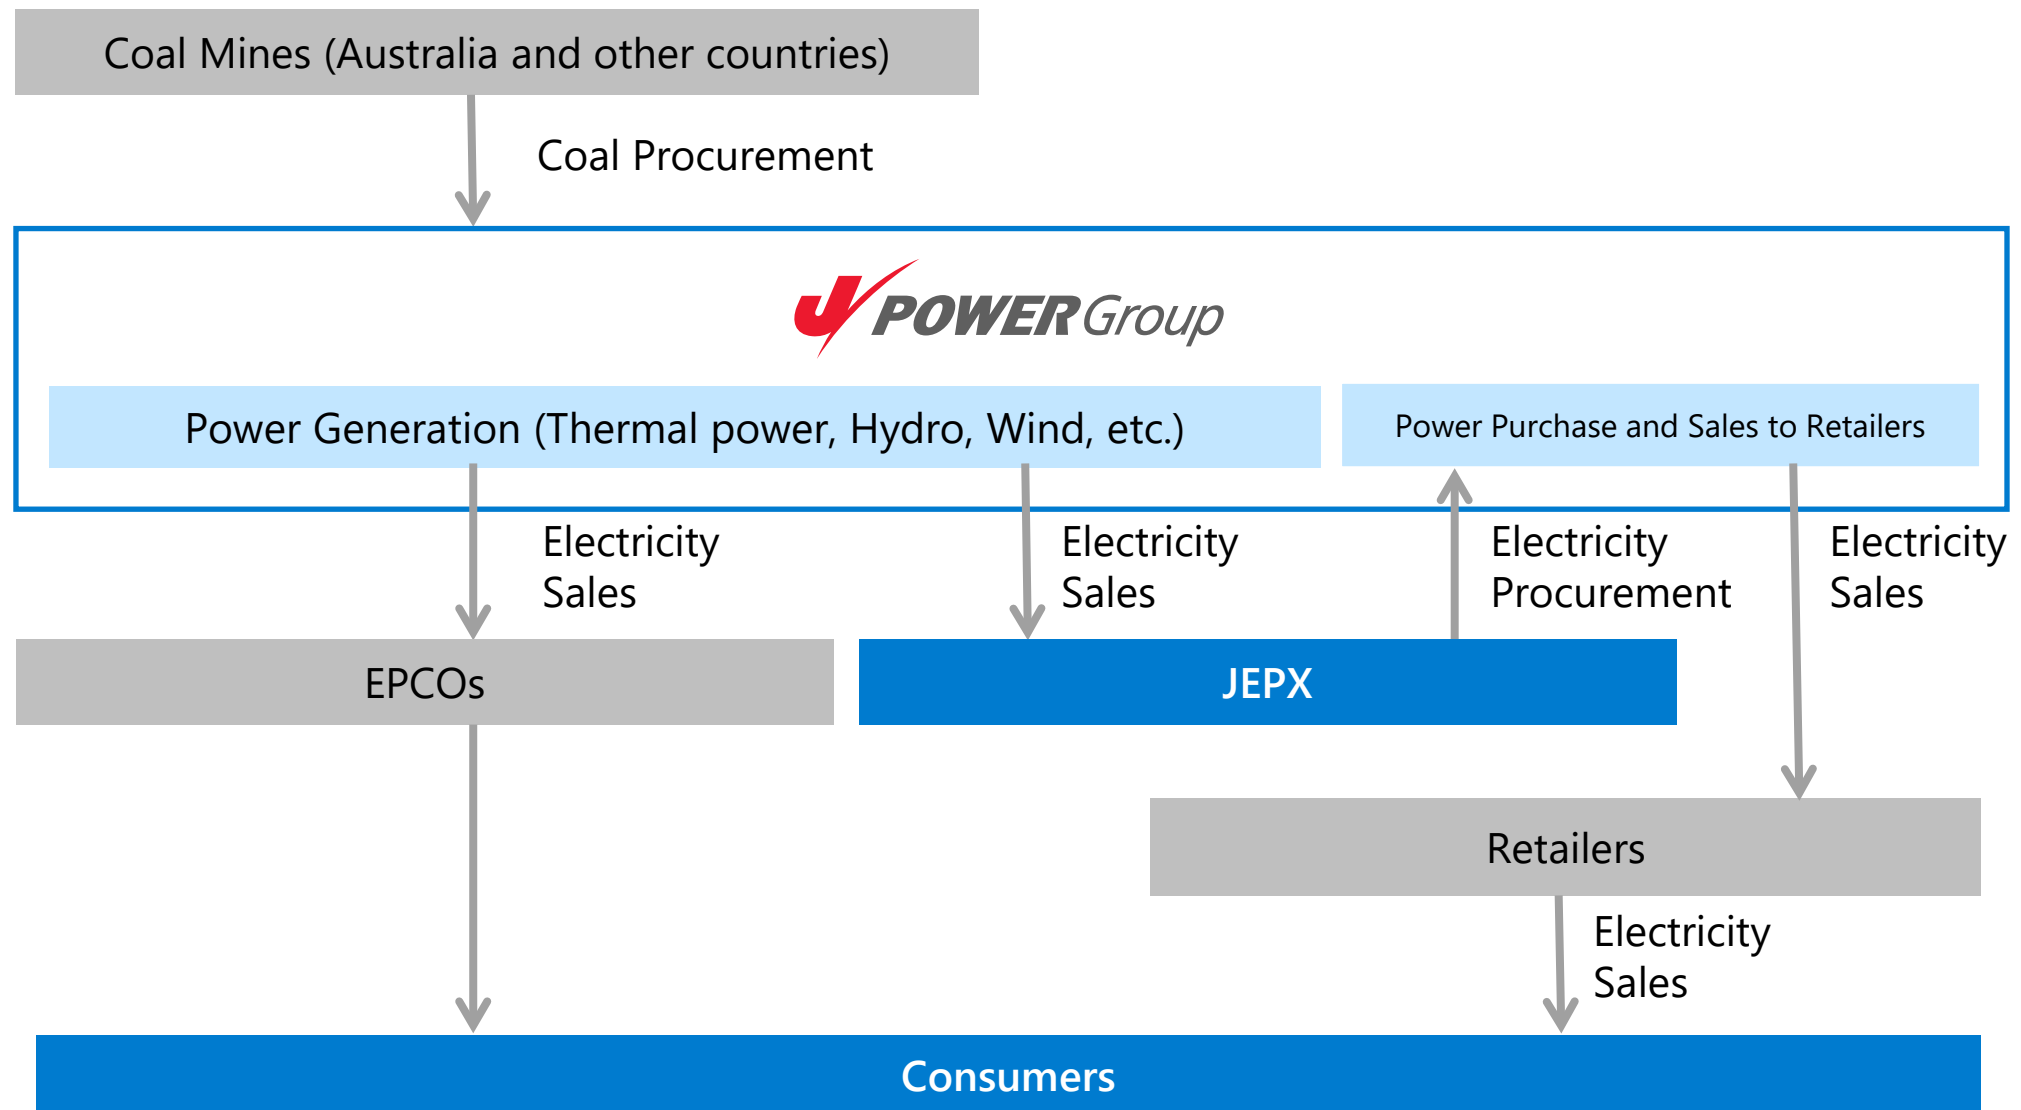 Coal Mines (Australia and other countries)
Coal Procurement
J POWER Group
Power Generation (Thermal power, Hydro, Wind, etc.)
Power Purchase and Sales to Retailers
Electricity
Sales
Electricity
Sales
Electricity
Procurement
Electricity
Sales
EPCOs
JEPX
Retailers
Electricity
Sales
Consumers